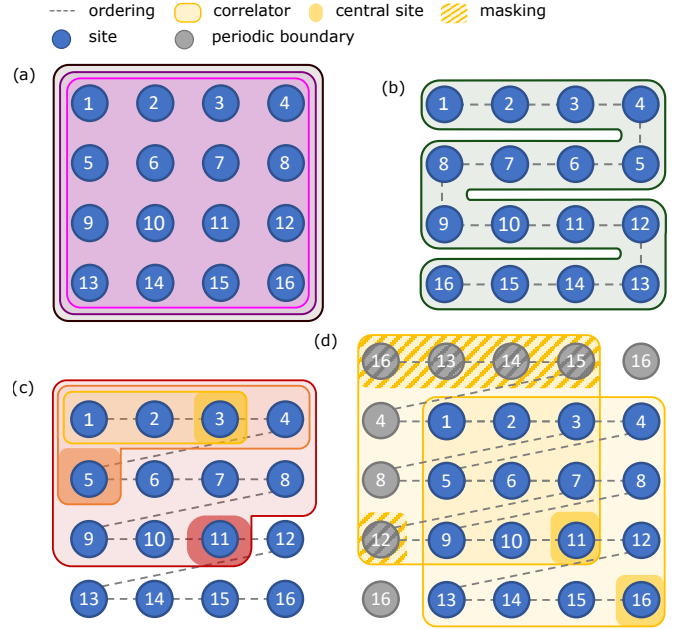 ordering correlator central site masking
site periodic boundary
(a)
1 2 3 4
5 6 7 8
9 10 11 12
13 14 15 16
(b)
1 2 3 4
8 7 6 5
9 10 11 12
16 15 14 13
(c)
1 2 3 4
5 6 7 8
9 10 11 12
13 14 15 16
(d)
16 13 14 15 16
4 1 2 3 4
8 5 6 7 8
12 9 10 11 12
16 13 14 15 16